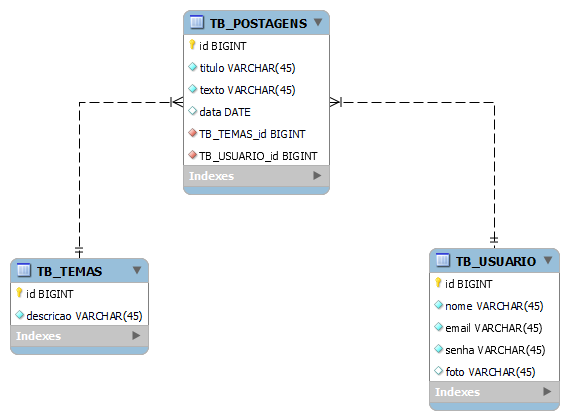 TB_POSTAGENS
id BIGINT
titulo VARCHAR(45)
texto VARCHAR(45)
data DATE
TB_TEMAS_id BIGINT
TB_USUARIO_id BIGINT
Indexes
TB_TEMAS
id BIGINT
descricao VARCHAR(45)
Indexes
TB_USUARIO
id BIGINT
nome VARCHAR(45)
email VARCHAR(45)
senha VARCHAR(45)
foto VARCHAR(45)
Indexes